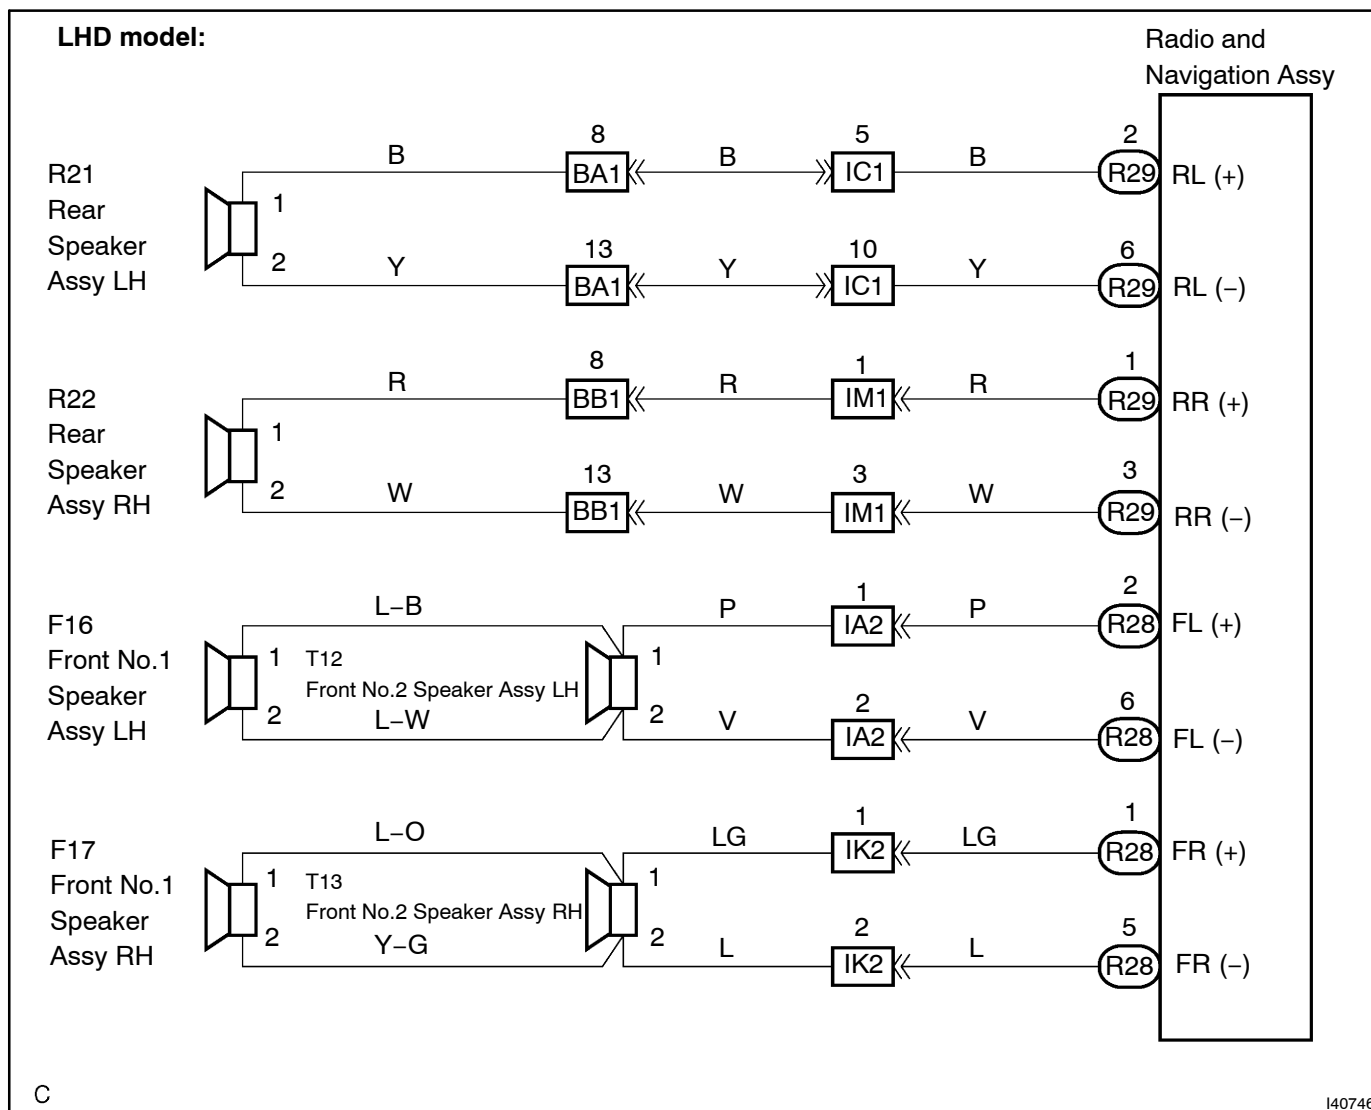 LHD model:
Radio and
Navigation Assy
R21
Rear
Speaker
Assy LH
1
2
B
8
BA1
B
5
IC1
B
2
R29
RL (+)
Y
13
BA1
Y
10
IC1
Y
6
R29
RL (−)
R22
Rear
Speaker
Assy RH
1
2
R
8
BB1
R
1
IM1
R
1
R29
RR (+)
W
13
BB1
W
3
IM1
W
3
R29
RR (−)
F16
Front No.1
Speaker
Assy LH
1
2
L−B
T12
Front No.2 Speaker Assy LH
L−W
1
2
P
1
IA2
P
2
R28
FL (+)
V
2
IA2
V
6
R28
FL (−)
F17
Front No.1
Speaker
Assy RH
1
2
L−O
T13
Front No.2 Speaker Assy RH
Y−G
1
2
LG
1
IK2
LG
1
R28
FR (+)
L
2
IK2
L
5
R28
FR (−)
C
I40746